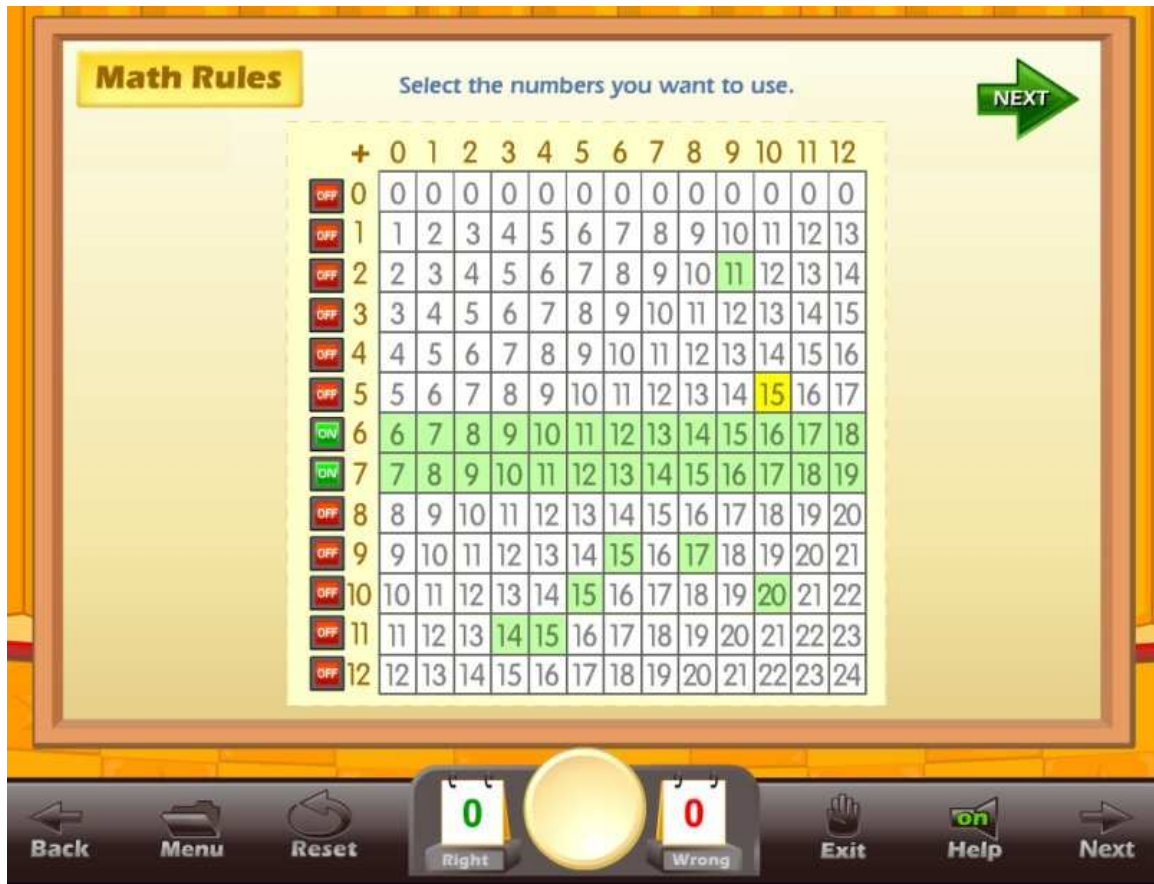 Math Rules
Select the numbers you want to use.
NEXT
+ 0 1 2 3 4 5 6 7 8 9 10 11 12
OFF 0 0 0 0 0 0 0 0 0 0 0 0 0 0
OFF 1 1 2 3 4 5 6 7 8 9 10 11 12 13
OFF 2 2 3 4 5 6 7 8 9 10 11 12 13 14
OFF 3 3 4 5 6 7 8 9 10 11 12 13 14 15
OFF 4 4 5 6 7 8 9 10 11 12 13 14 15 16
OFF 5 5 6 7 8 9 10 11 12 13 14 15 16 17
ON 6 6 7 8 9 10 11 12 13 14 15 16 17 18
ON 7 7 8 9 10 11 12 13 14 15 16 17 18 19
OFF 8 8 9 10 11 12 13 14 15 16 17 18 19 20
OFF 9 9 10 11 12 13 14 15 16 17 18 19 20 21
OFF 10 10 11 12 13 14 15 16 17 18 19 20 21 22
OFF 11 11 12 13 14 15 16 17 18 19 20 21 22 23
OFF 12 12 13 14 15 16 17 18 19 20 21 22 23 24
0 0
on
Back Menu Reset Right Wrong Exit Help Next